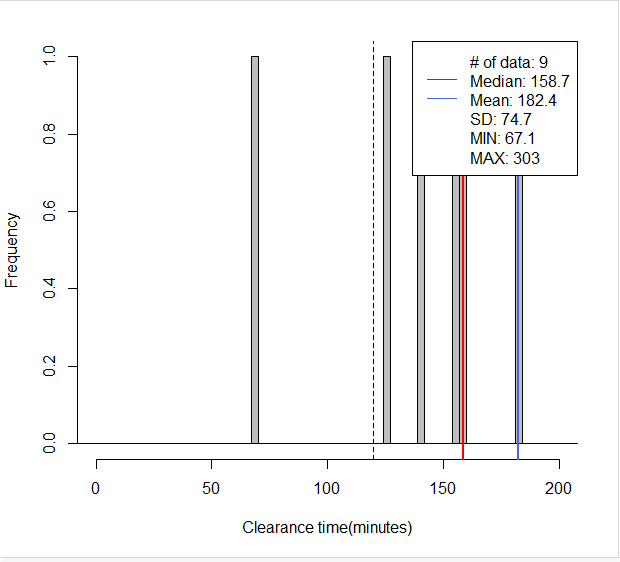 # of data: 9
Median: 158.7
Mean: 182.4
SD: 74.7
MIN: 67.1
MAX: 303
1.0
0.8
0.6
0.4
0.2
0.0
Frequency
0 50 100 150 200
Clearance time(minutes)